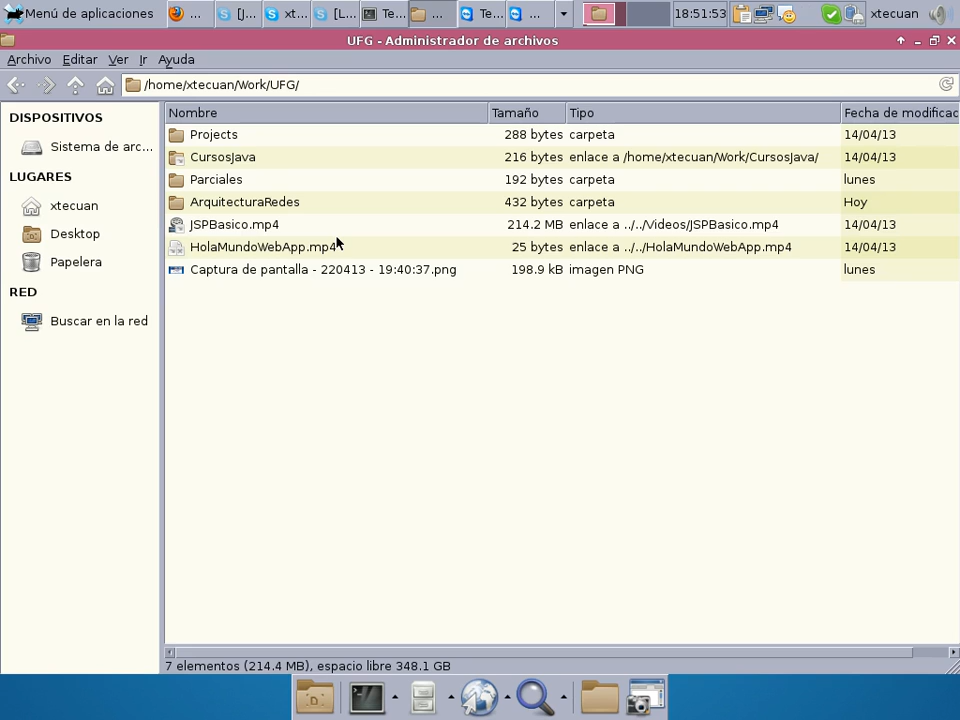 Menú de aplicaciones ... [J... xt... [L... Te... ... Te... ... 18:51:53 xtecuan
UFG - Administrador de archivos
Archivo Editar Ver Ir Ayuda
/home/xtecuan/Work/UFG/
DISPOSITIVOS
Sistema de arc...
LUGARES
xtecuan
Desktop
Papelera
RED
Buscar en la red
Nombre Tamaño Tipo Fecha de modificac
Projects 288 bytes carpeta 14/04/13
CursosJava 216 bytes enlace a /home/xtecuan/Work/CursosJava/ 14/04/13
Parciales 192 bytes carpeta lunes
ArquitecturaRedes 432 bytes carpeta Hoy
JSPBasico.mp4 214.2 MB enlace a ../../Videos/JSPBasico.mp4 14/04/13
HolaMundoWebApp.mp4 25 bytes enlace a ../../HolaMundoWebApp.mp4 14/04/13
Captura de pantalla - 220413 - 19:40:37.png 198.9 kB imagen PNG lunes
7 elementos (214.4 MB), espacio libre 348.1 GB